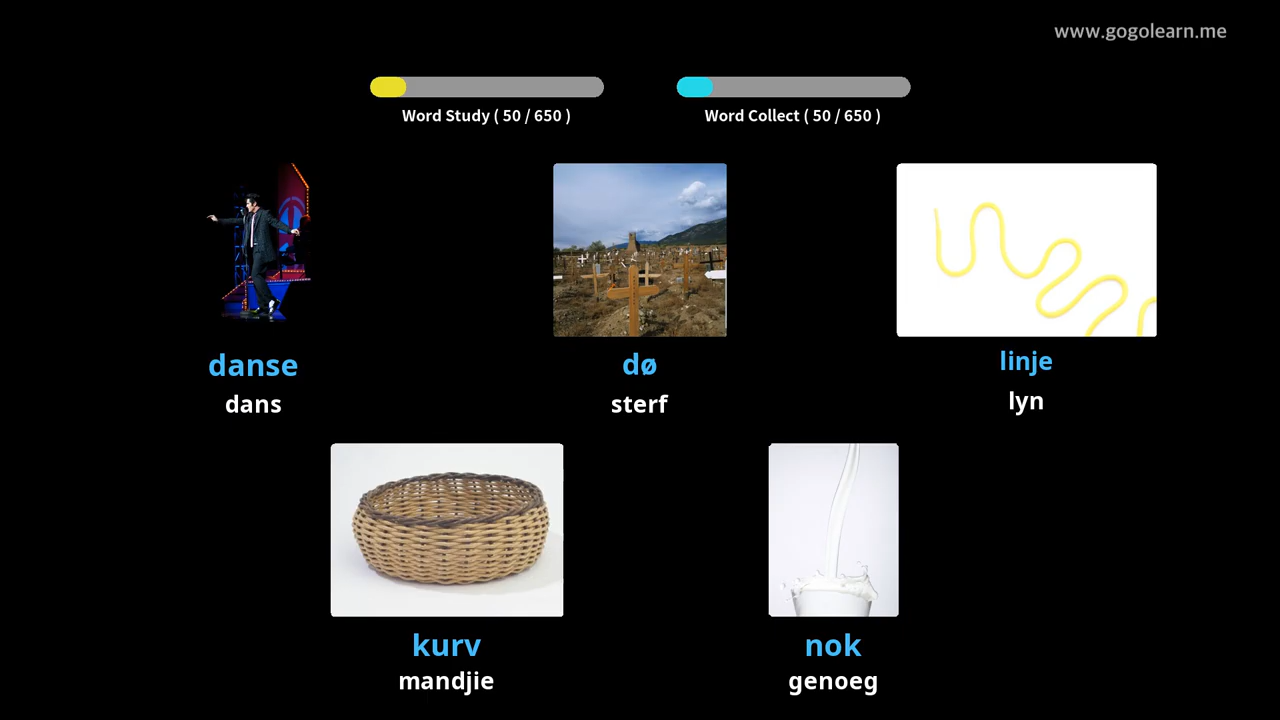 www.gogolearn.me
Word Study ( 50 / 650 )
Word Collect ( 50 / 650 )
danse
dans
dø
sterf
linje
lyn
kurv
mandjie
nok
genoeg